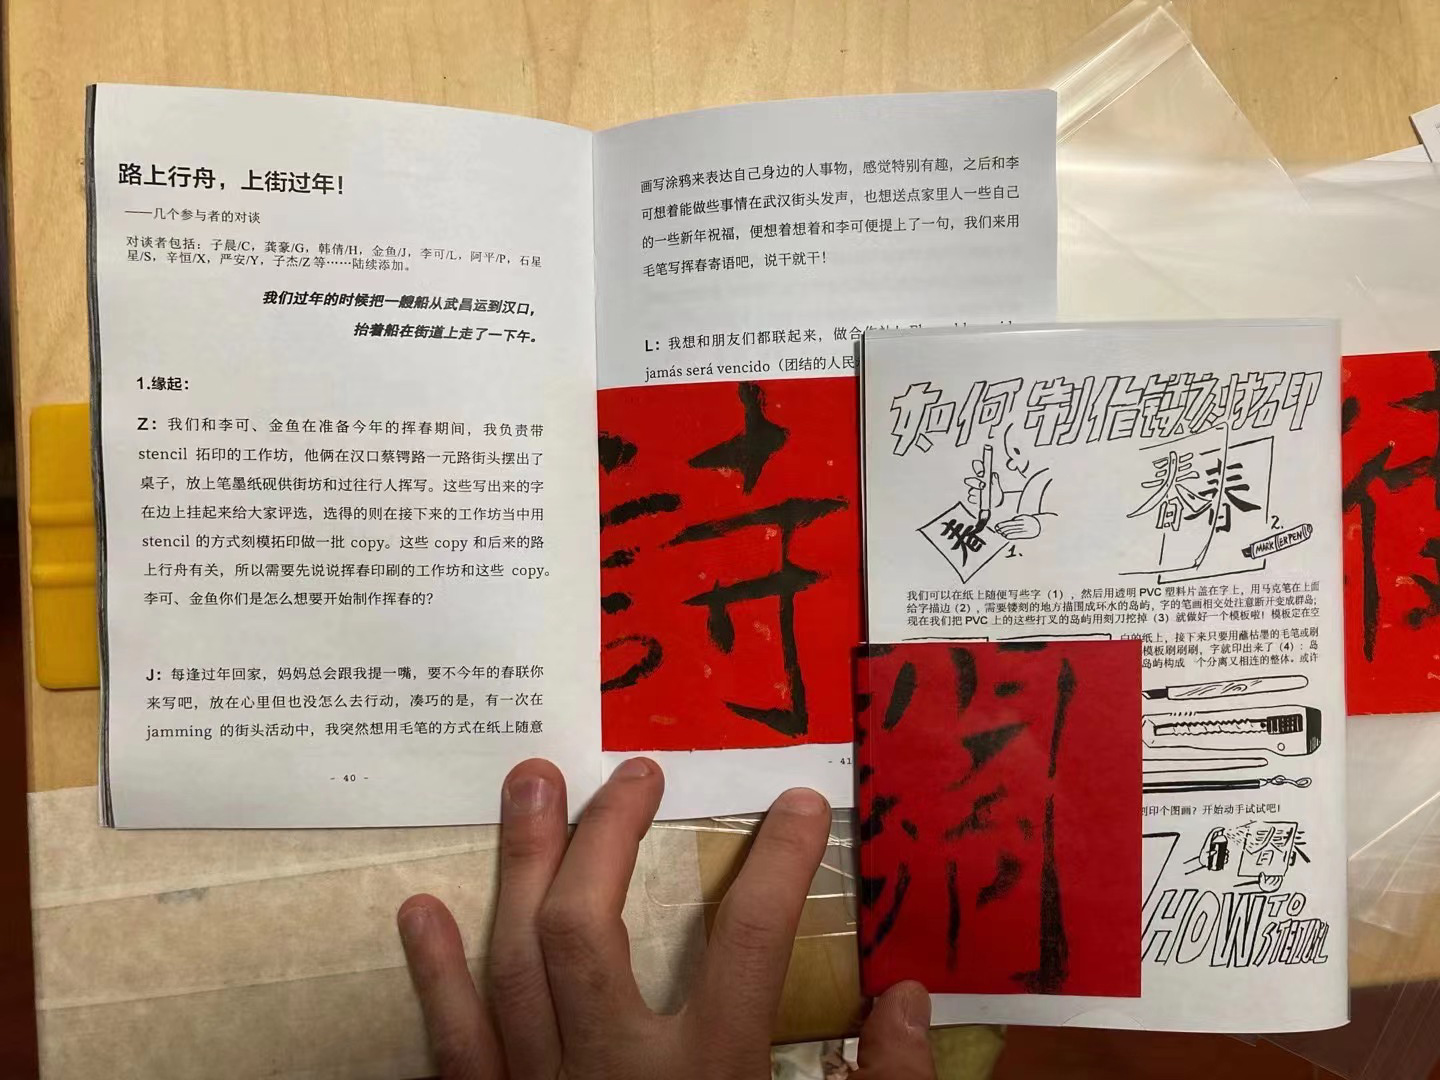 路上行舟，上街过年！
——几个参与者的对谈
对谈者包括：子晨/C，龚豪/G，韩倩/H，金鱼/J，李可/L，阿平/P，石星
星/S，辛恒/X，严安/Y，子杰/Z 等……陆续添加。
我们过年的时候把一艘船从武昌运到汉口，
抬着船在街道上走了一下午。
1.缘起：
Z：我们和李可、金鱼在准备今年的挥春期间，我负责带
stencil 拓印的工作坊，他俩在汉口蔡锷路一元路街头摆出了
桌子，放上笔墨纸砚供街坊和过往行人挥写。这些写出来的字
在边上挂起来给大家评选，选得的则在接下来的工作坊当中用
stencil 的方式刻模拓印做一批 copy。这些 copy 和后来的路
上行舟有关，所以需要先说说挥春印刷的工作坊和这些 copy。
李可、金鱼你们是怎么想要开始制作挥春的？
J：每逢过年回家，妈妈总会跟我提一嘴，要不今年的春联你
来写吧，放在心里但也没怎么去行动，凑巧的是，有一次在
jamming 的街头活动中，我突然想用毛笔的方式在纸上随意
- 40 -
画写涂鸦来表达自己身边的人事物，感觉特别有趣，之后和李
可想着能做些事情在武汉街头发声，也想送点家里人一些自己
的一些新年祝福，便想着想着和李可便提上了一句，我们来用
毛笔写挥春寄语吧，说干就干！
L：我想和朋友们都联起来，做合
jamás será vencido（团结的人民
- 41
如何制作镂刻拓印
春
1.
春春
2.
MARKERPEN
我们可以在纸上随便写些字（1），然后用透明 PVC 塑料片盖在字上，用马克笔在上面
给字描边（2），需要镂刻的地方描围成环水的岛屿，字的笔画相交处注意断开变成群岛；
现在我们把 PVC 上的这些打叉的岛屿用刻刀挖掉（3）就做好一个模板啦！模板定在空
白的纸上，接下来只要用蘸枯墨的毛笔或刷
模板刷刷刷，字就印出来了（4）：岛
岛屿构成一个分离又相连的整体。或许
刻印个图画？开始动手试试吧！
春春
HOW TO
STENCIL